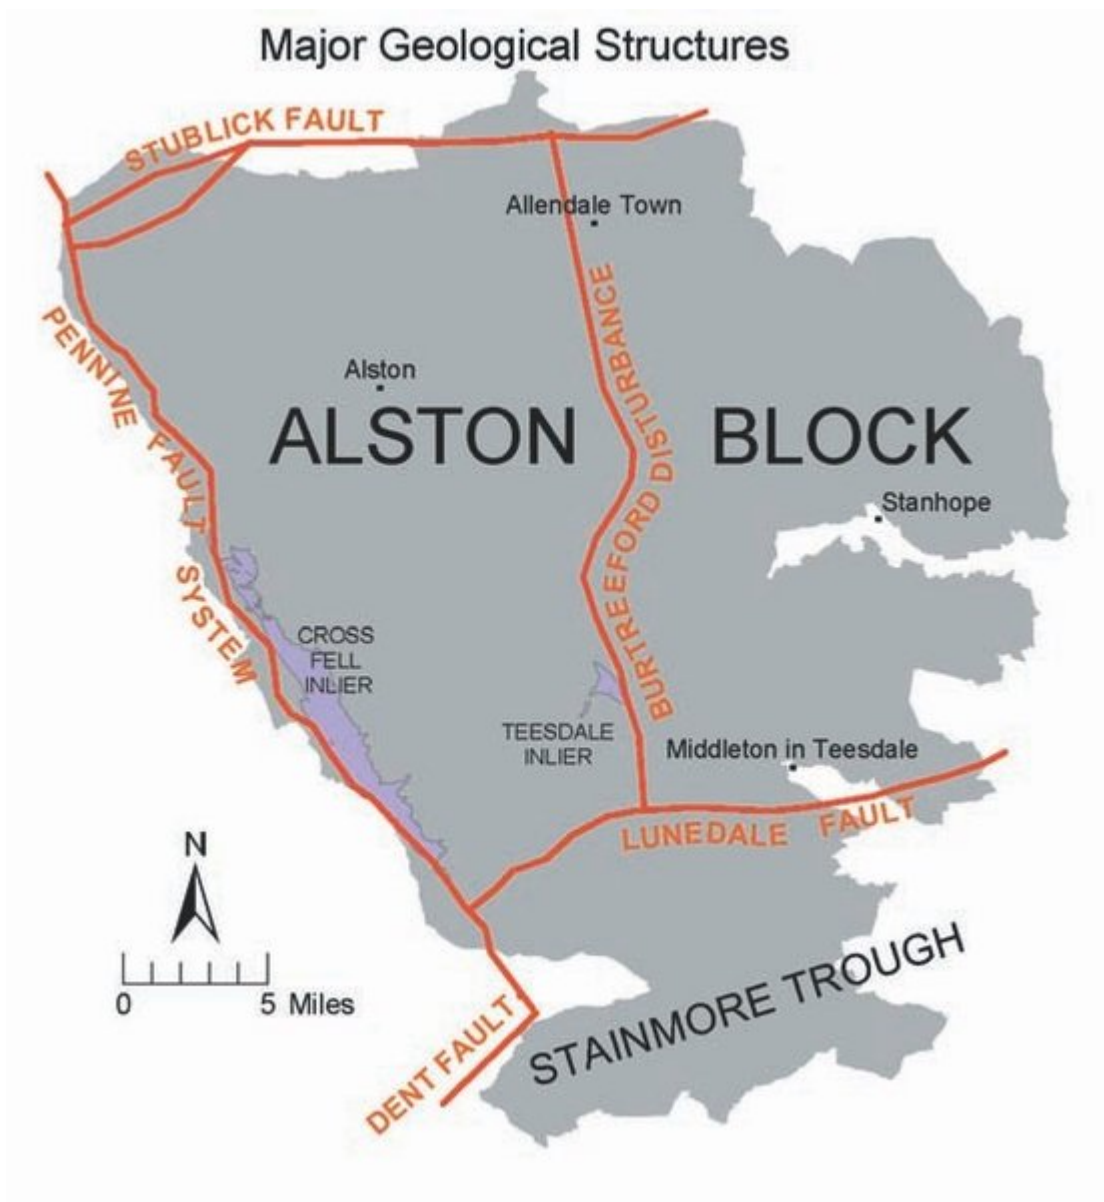 Major Geological Structures
STUBLICK FAULT
Allendale Town
PENNINE FAULT SYSTEM
BURTREEFORD DISTURBANCE
Alston
ALSTON BLOCK
Stanhope
CROSS
FELL
INLIER
TEESDALE
INLIER
Middleton in Teesdale
LUNEDALE FAULT
N
0 5 Miles
STAINMORE TROUGH
DENT FAULT